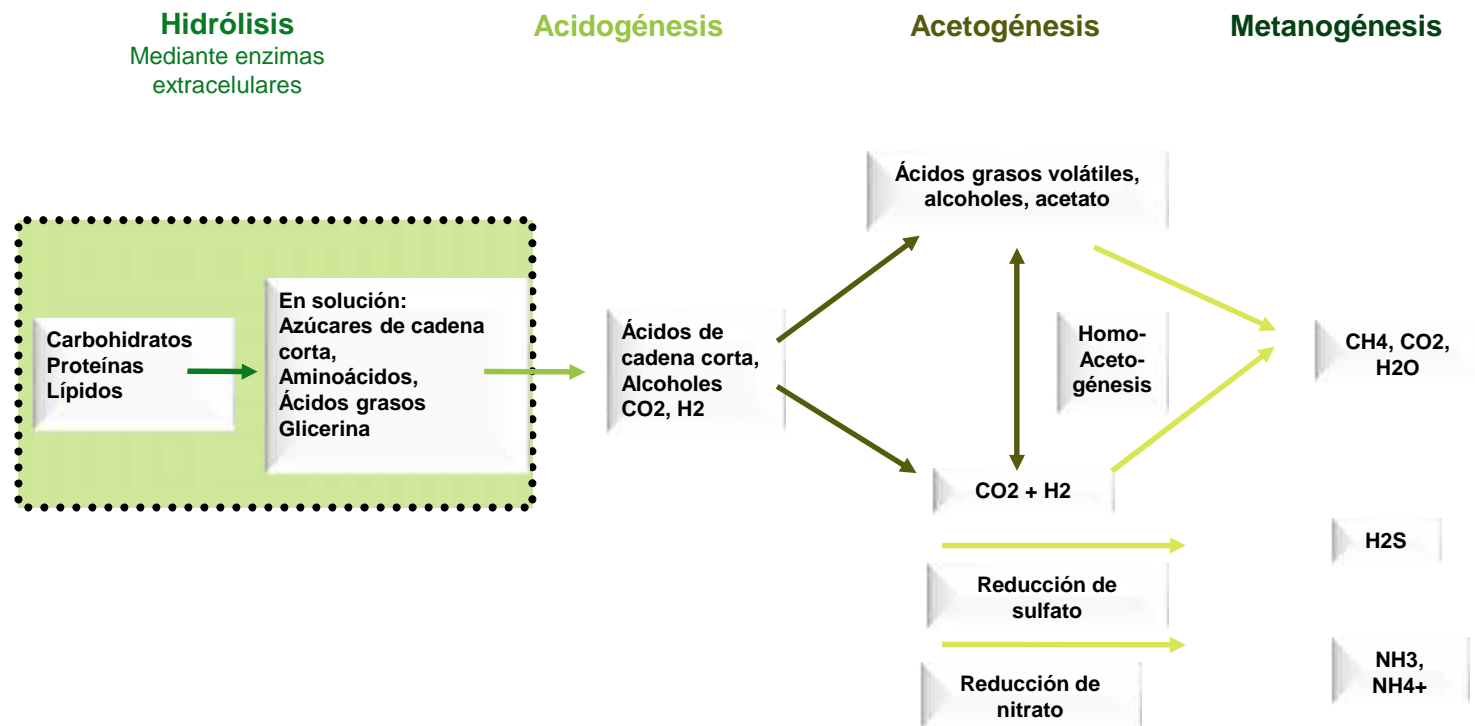 Hidrólisis
Mediante enzimas
extracelulares
Acidogénesis
Acetogénesis
Metanogénesis
Carbohidratos
Proteínas
Lípidos
En solución:
Azúcares de cadena
corta,
Aminoácidos,
Ácidos grasos
Glicerina
Ácidos de
cadena corta,
Alcoholes
CO2, H2
Ácidos grasos volátiles,
alcoholes, acetato
Homo-
Aceto-
génesis
CO2 + H2
Reducción de
sulfato
Reducción de
nitrato
CH4, CO2,
H2O
H2S
NH3,
NH4+